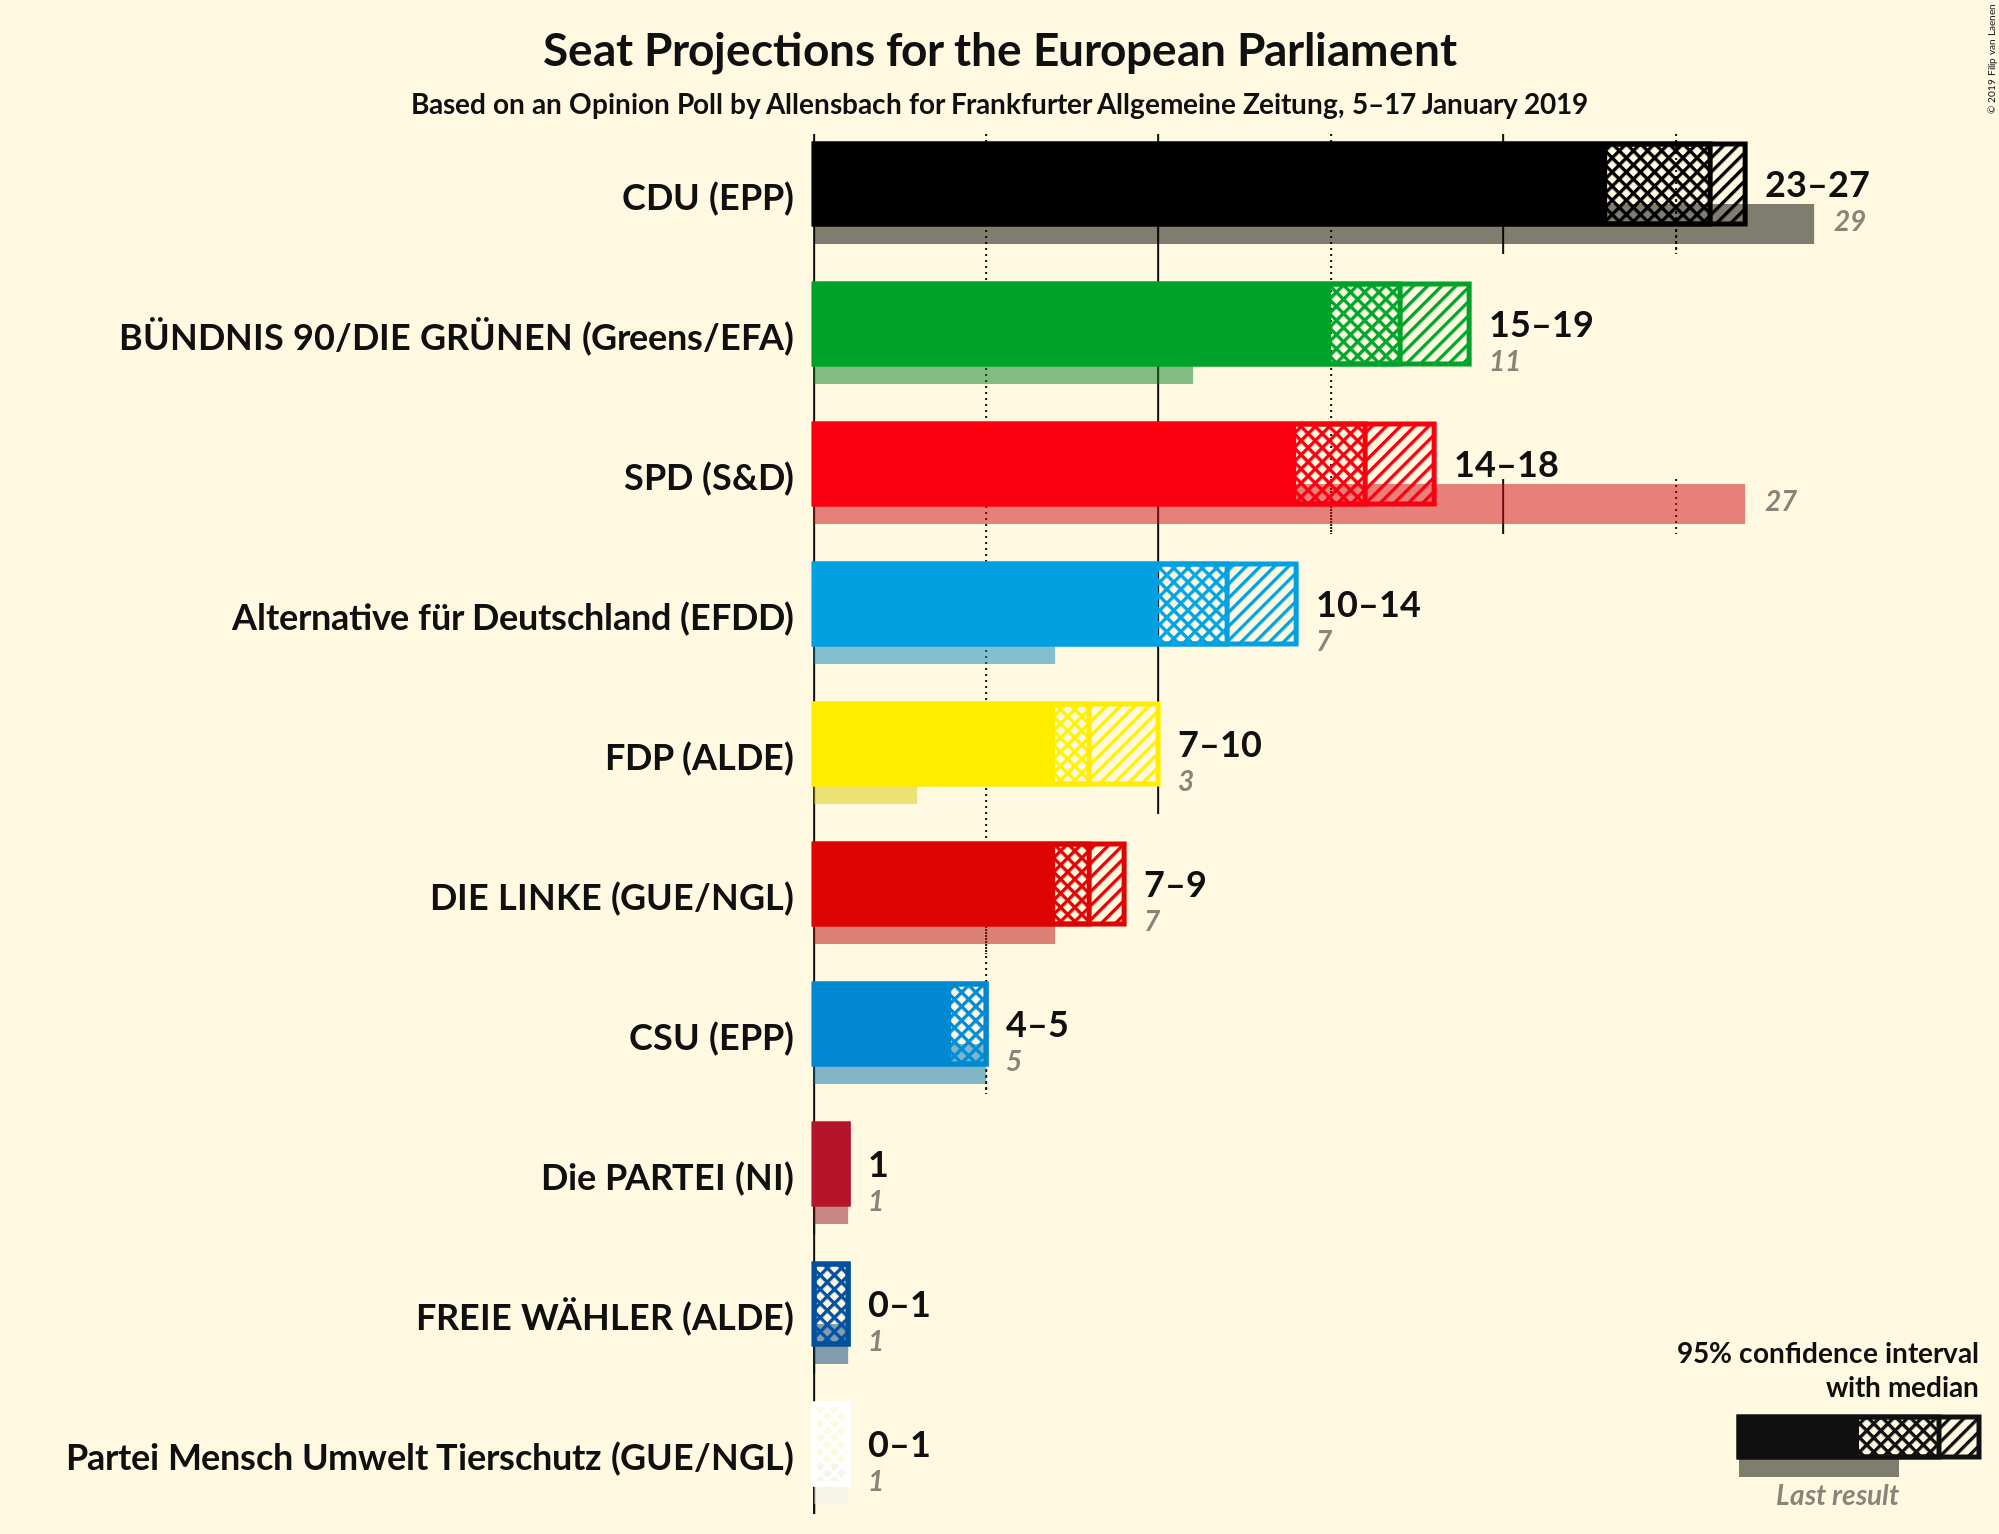 Seat Projections for the European Parliament
Based on an Opinion Poll by Allensbach for Frankfurter Allgemeine Zeitung, 5–17 January 2019
© 2019 Filip van Laenen
CDU (EPP)
23–27
29
BÜNDNIS 90/DIE GRÜNEN (Greens/EFA)
15–19
11
SPD (S&D)
14–18
27
Alternative für Deutschland (EFDD)
10–14
7
FDP (ALDE)
7–10
3
DIE LINKE (GUE/NGL)
7–9
7
CSU (EPP)
4–5
5
Die PARTEI (NI)
1
1
FREIE WÄHLER (ALDE)
0–1
1
Partei Mensch Umwelt Tierschutz (GUE/NGL)
0–1
1
95% confidence interval
with median
Last result